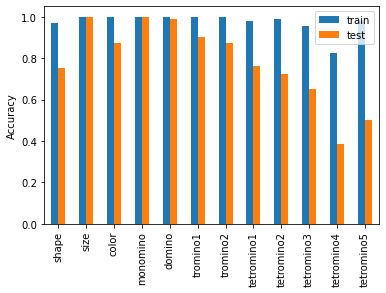 train
test
Accuracy
1.0
0.8
0.6
0.4
0.2
0.0
shape
size
color
monomino
domino
tromino1
tromino2
tetromino1
tetromino2
tetromino3
tetromino4
tetromino5